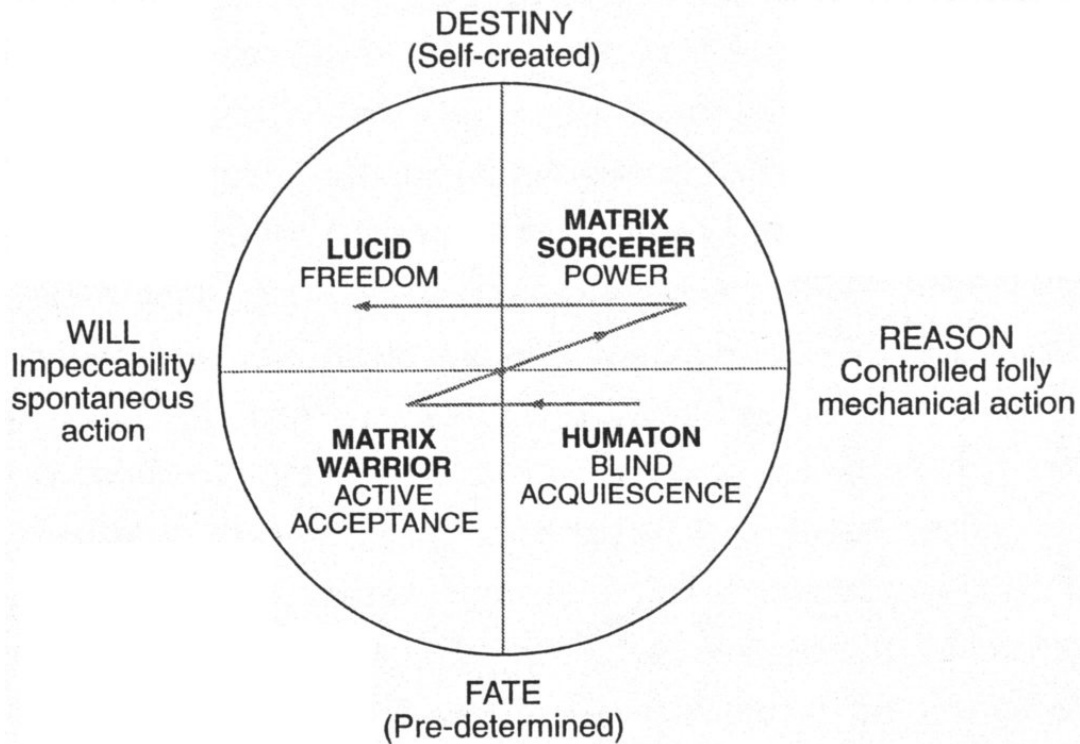 DESTINY
(Self-created)
LUCID
FREEDOM
MATRIX
SORCERER
POWER
WILL
Impeccability
spontaneous
action
REASON
Controlled folly
mechanical action
MATRIX
WARRIOR
ACTIVE
ACCEPTANCE
HUMATON
BLIND
ACQUIESCENCE
FATE
(Pre-determined)